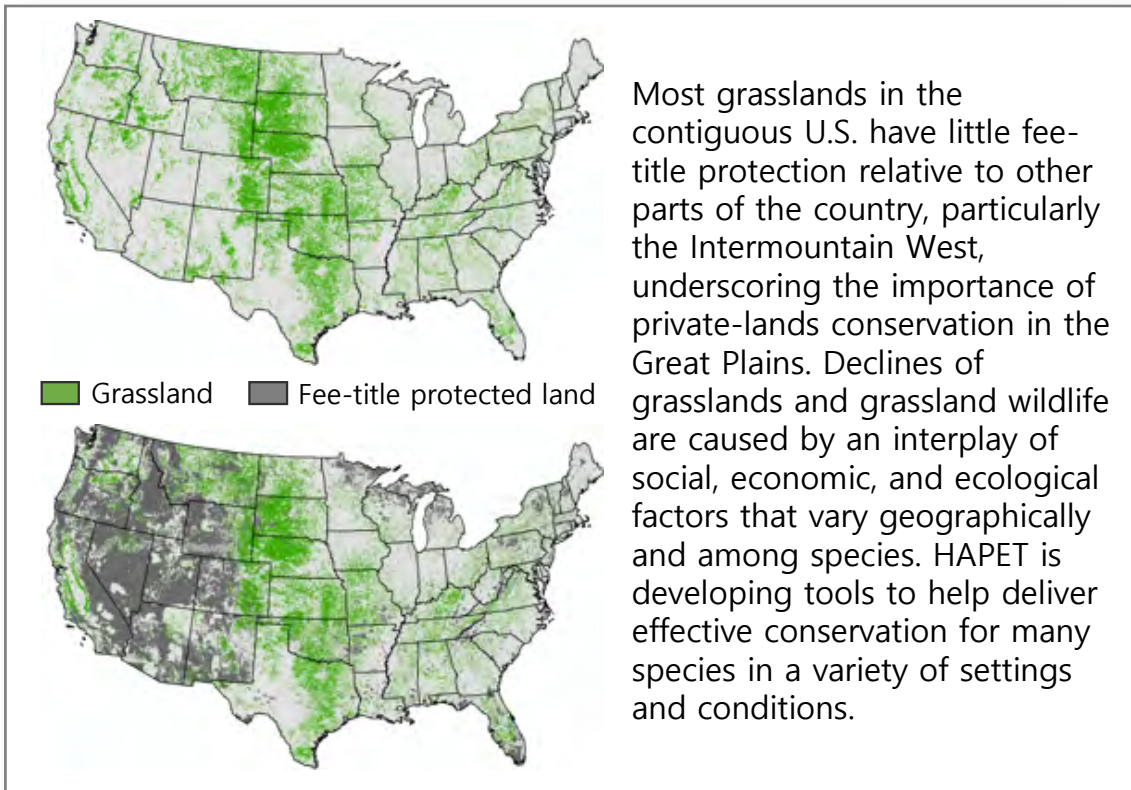 Grassland
Fee-title protected land
Most grasslands in the
contiguous U.S. have little fee-
title protection relative to other
parts of the country, particularly
the Intermountain West,
underscoring the importance of
private-lands conservation in the
Great Plains. Declines of
grasslands and grassland wildlife
are caused by an interplay of
social, economic, and ecological
factors that vary geographically
and among species. HAPET is
developing tools to help deliver
effective conservation for many
species in a variety of settings
and conditions.